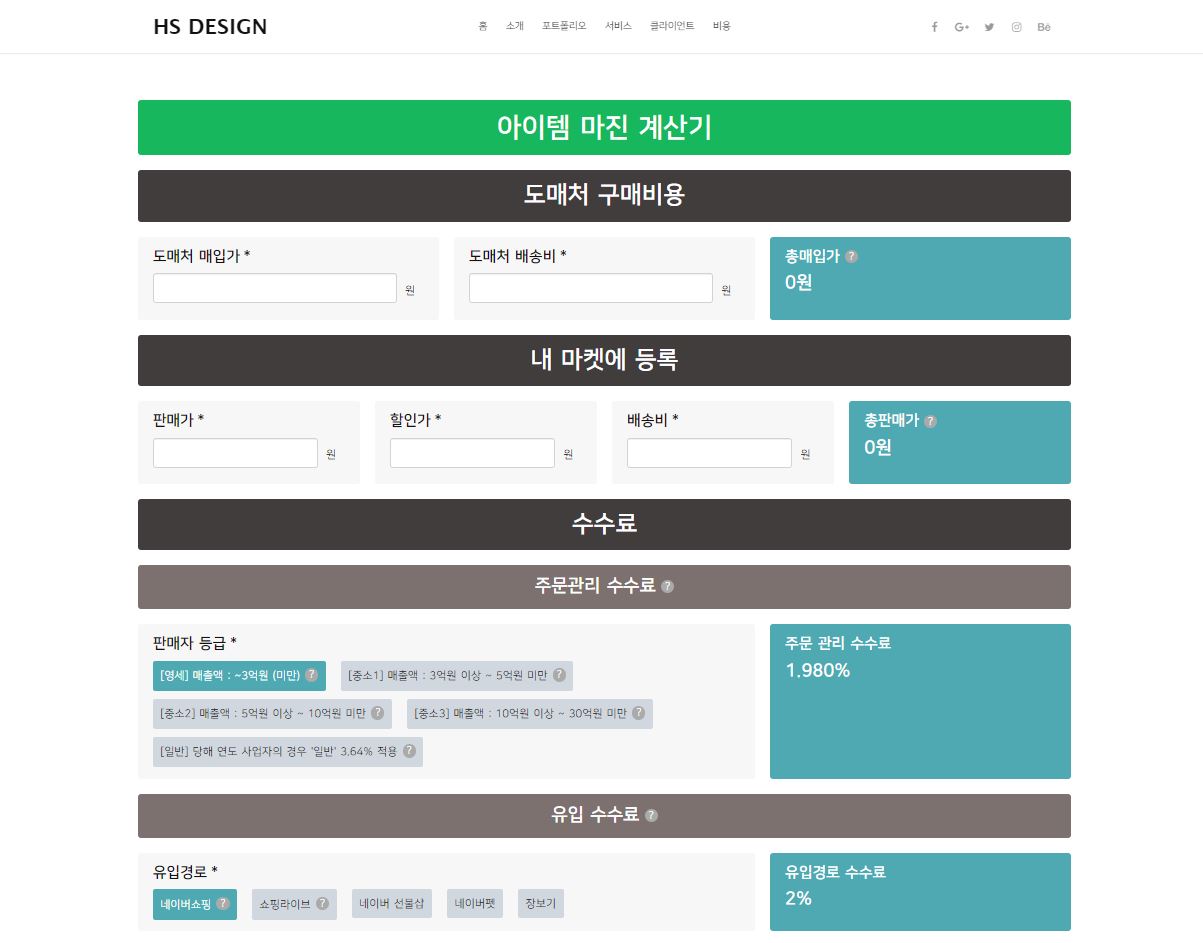 HS DESIGN
홈 소개 포트폴리오 서비스 클라이언트 비용
아이템 마진 계산기
도매처 구매비용
도매처 매입가 *
원
도매처 배송비 *
원
총매입가 ?
0원
내 마켓에 등록
판매가 *
원
할인가 *
원
배송비 *
원
총판매가 ?
0원
수수료
주문관리 수수료 ?
판매자 등급 *
[영세] 매출액 : ~3억원 (미만) ?
[중소1] 매출액 : 3억원 이상 ~ 5억원 미만 ?
[중소2] 매출액 : 5억원 이상 ~ 10억원 미만 ?
[중소3] 매출액 : 10억원 이상 ~ 30억원 미만 ?
[일반] 당해 연도 사업자의 경우 '일반' 3.64% 적용 ?
주문 관리 수수료
1.980%
유입 수수료 ?
유입경로 *
네이버쇼핑 ? 쇼핑라이브 ? 네이버 선물샵 네이버펫 장보기
유입경로 수수료
2%